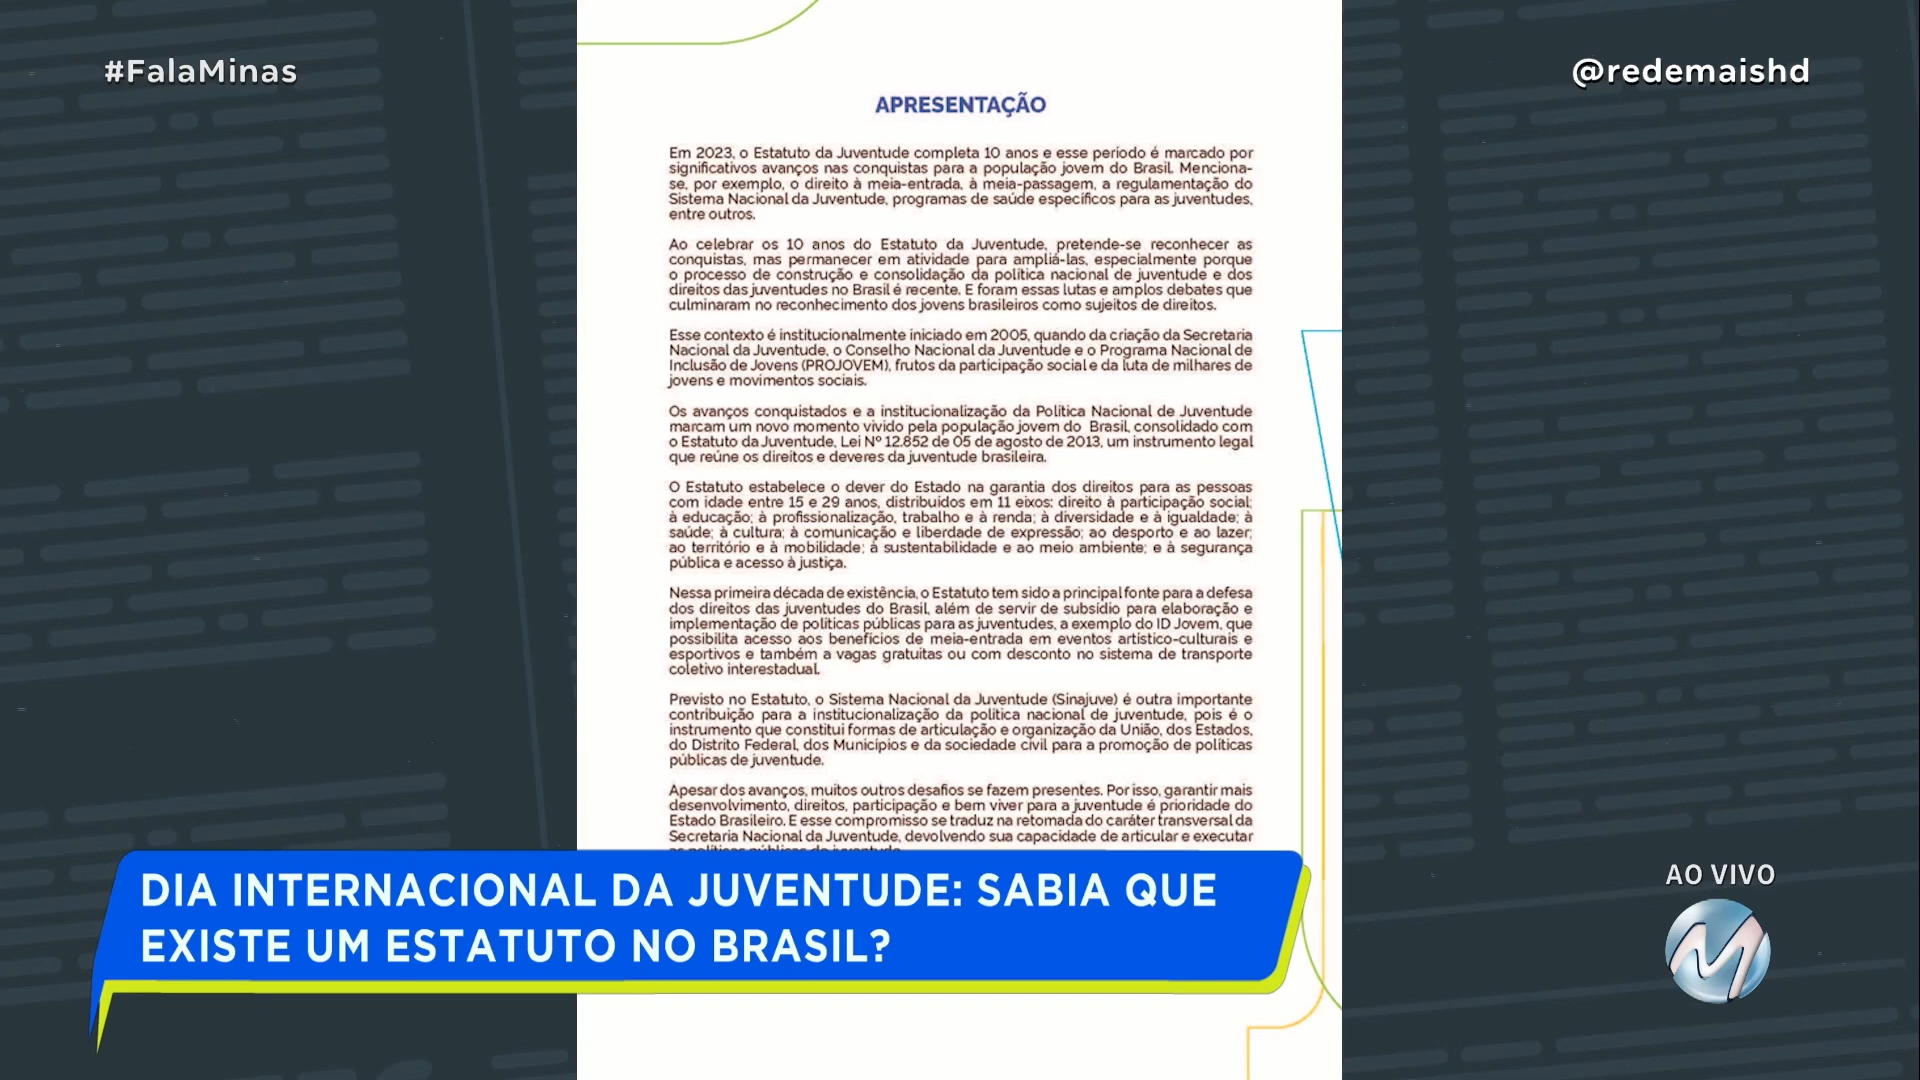 #FalaMinas
@redemaishd
APRESENTAÇÃO
Em 2023, o Estatuto da Juventude completa 10 anos e esse período é marcado por
significativos avanços nas conquistas para a população jovem do Brasil. Menciona-
se, por exemplo, o direito à meia-entrada, à meia-passagem, a regulamentação do
Sistema Nacional da Juventude, programas de saúde específicos para as juventudes,
entre outros.
Ao celebrar os 10 anos do Estatuto da Juventude, pretende-se reconhecer as
conquistas, mas permanecer em atividade para ampliá-las, especialmente porque
o processo de construção e consolidação da política nacional de juventude e dos
direitos das juventudes no Brasil é recente. E foram essas lutas e amplos debates que
culminaram no reconhecimento dos jovens brasileiros como sujeitos de direitos.
Esse contexto é institucionalmente iniciado em 2005, quando da criação da Secretaria
Nacional da Juventude, o Conselho Nacional da Juventude e o Programa Nacional de
Inclusão de Jovens (PROJOVEM), frutos da participação social e da luta de milhares de
jovens e movimentos sociais.
Os avanços conquistados e a institucionalização da Política Nacional de Juventude
marcam um novo momento vivido pela população jovem do Brasil, consolidado com
o Estatuto da Juventude, Lei Nº 12.852 de 05 de agosto de 2013, um instrumento legal
que reúne os direitos e deveres da juventude brasileira.
O Estatuto estabelece o dever do Estado na garantia dos direitos para as pessoas
com idade entre 15 e 29 anos, distribuídos em 11 eixos: direito à participação social;
à educação; à profissionalização, trabalho e à renda; à diversidade e à igualdade; à
saúde; à cultura; à comunicação e liberdade de expressão; ao desporto e ao lazer;
ao território e à mobilidade; à sustentabilidade e ao meio ambiente; e à segurança
pública e acesso à justiça.
Nessa primeira década de existência, o Estatuto tem sido a principal fonte para a defesa
dos direitos das juventudes do Brasil, além de servir de subsídio para elaboração e
implementação de políticas públicas para as juventudes, a exemplo do ID Jovem, que
possibilita acesso aos benefícios de meia-entrada em eventos artístico-culturais e
esportivos e também a vagas gratuitas ou com desconto no sistema de transporte
coletivo interestadual.
Previsto no Estatuto, o Sistema Nacional da Juventude (Sinajuve) é outra importante
contribuição para a institucionalização da política nacional de juventude, pois é o
instrumento que constitui formas de articulação e organização da União, dos Estados,
do Distrito Federal, dos Municípios e da sociedade civil para a promoção de políticas
públicas de juventude.
Apesar dos avanços, muitos outros desafios se fazem presentes. Por isso, garantir mais
desenvolvimento, direitos, participação e bem viver para a juventude é prioridade do
Estado Brasileiro. E esse compromisso se traduz na retomada do caráter transversal da
Secretaria Nacional da Juventude, devolvendo sua capacidade de articular e executar
DIA INTERNACIONAL DA JUVENTUDE: SABIA QUE
EXISTE UM ESTATUTO NO BRASIL?
AO VIVO
M